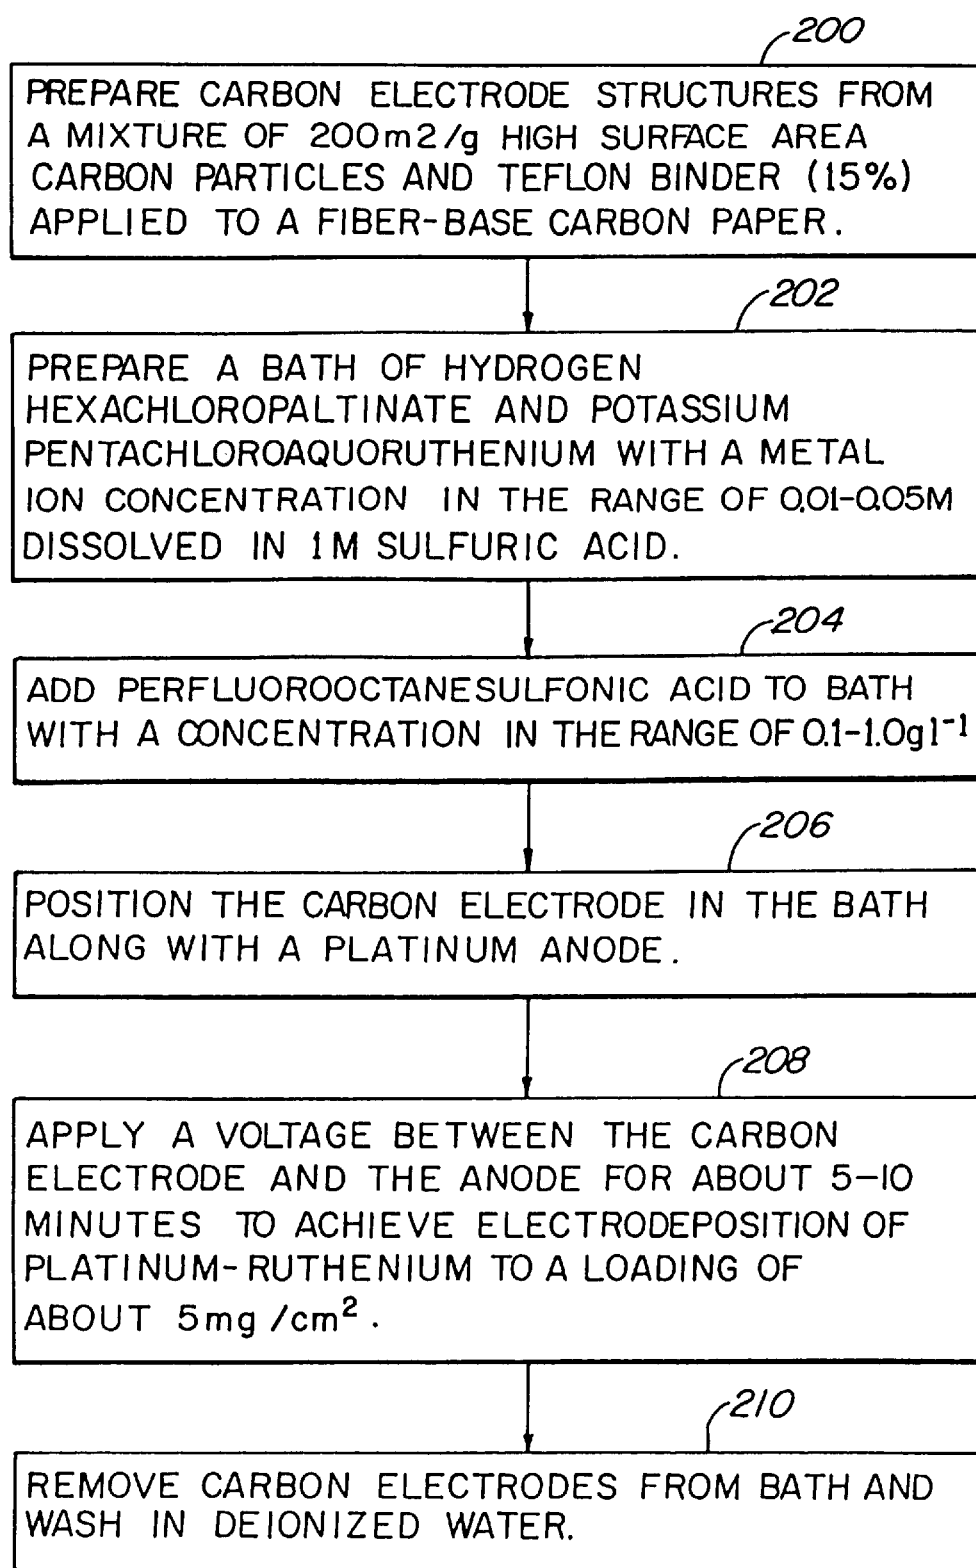 200
PREPARE CARBON ELECTRODE STRUCTURES FROM
A MIXTURE OF 200m2/g HIGH SURFACE AREA
CARBON PARTICLES AND TEFLON BINDER (15%)
APPLIED TO A FIBER-BASE CARBON PAPER.
202
PREPARE A BATH OF HYDROGEN
HEXACHLOROPALTINATE AND POTASSIUM
PENTACHLOROAQUORUTHENIUM WITH A METAL
ION CONCENTRATION IN THE RANGE OF 0.01-0.05M
DISSOLVED IN 1M SULFURIC ACID.
204
ADD PERFLUOROOCTANESULFONIC ACID TO BATH
WITH A CONCENTRATION IN THE RANGE OF 0.1-1.0gl⁻¹
206
POSITION THE CARBON ELECTRODE IN THE BATH
ALONG WITH A PLATINUM ANODE.
208
APPLY A VOLTAGE BETWEEN THE CARBON
ELECTRODE AND THE ANODE FOR ABOUT 5-10
MINUTES TO ACHIEVE ELECTRODEPOSITION OF
PLATINUM-RUTHENIUM TO A LOADING OF
ABOUT 5mg/cm².
210
REMOVE CARBON ELECTRODES FROM BATH AND
WASH IN DEIONIZED WATER.